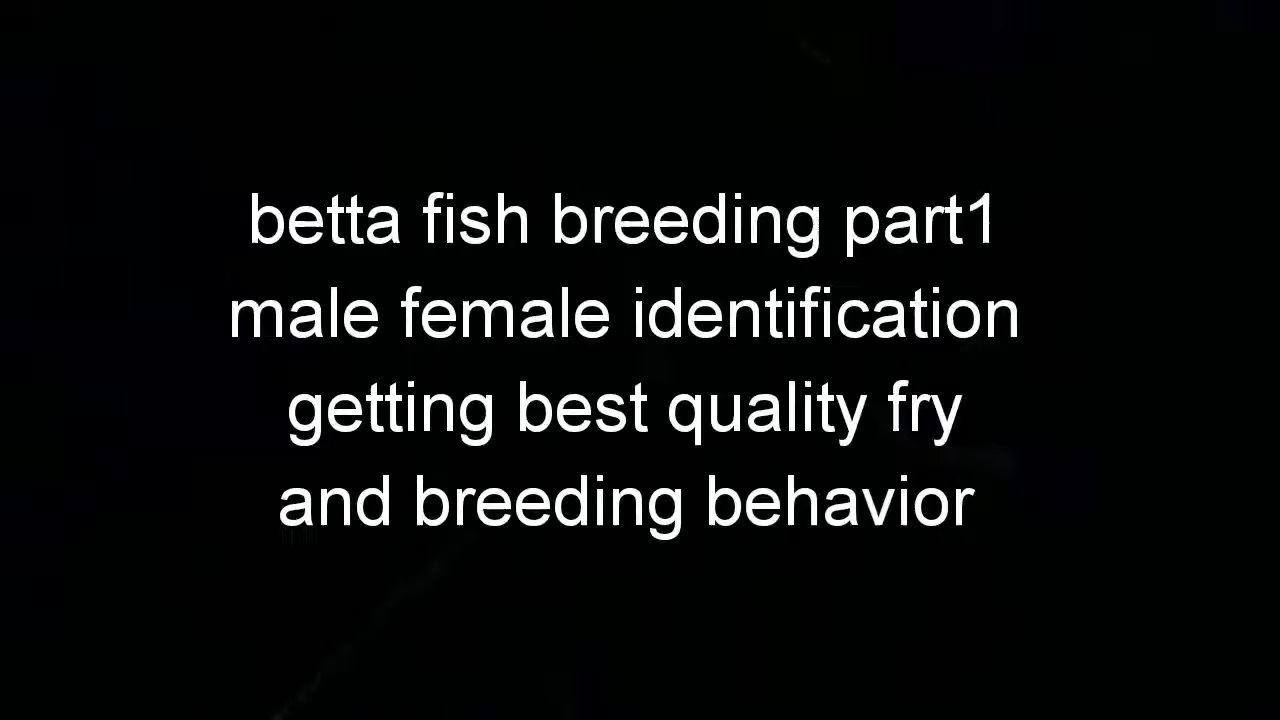 betta fish breeding part1
male female identification
getting best quality fry
and breeding behavior